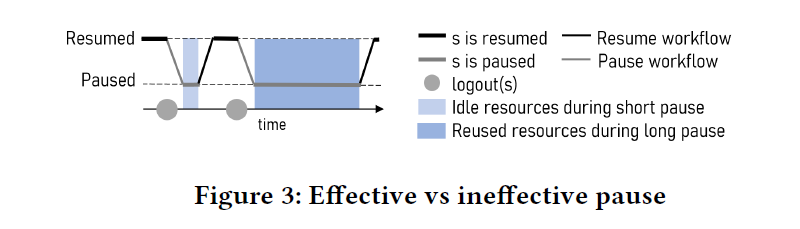 Resumed
Paused
time
s is resumed
Resume workflow
s is paused
Pause workflow
logout(s)
Idle resources during short pause
Reused resources during long pause
Figure 3: Effective vs ineffective pause